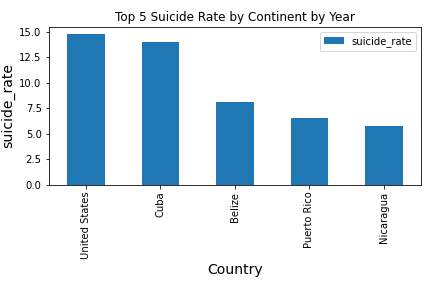 Top 5 Suicide Rate by Continent by Year
suicide_rate
15.0
12.5
10.0
7.5
5.0
2.5
0.0
suicide_rate
United States
Cuba
Belize
Puerto Rico
Nicaragua
Country